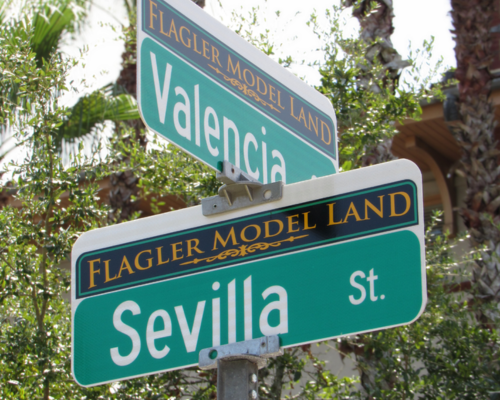 FLAGLER MODEL LAND
Valencia
FLAGLER MODEL LAND
Sevilla St.